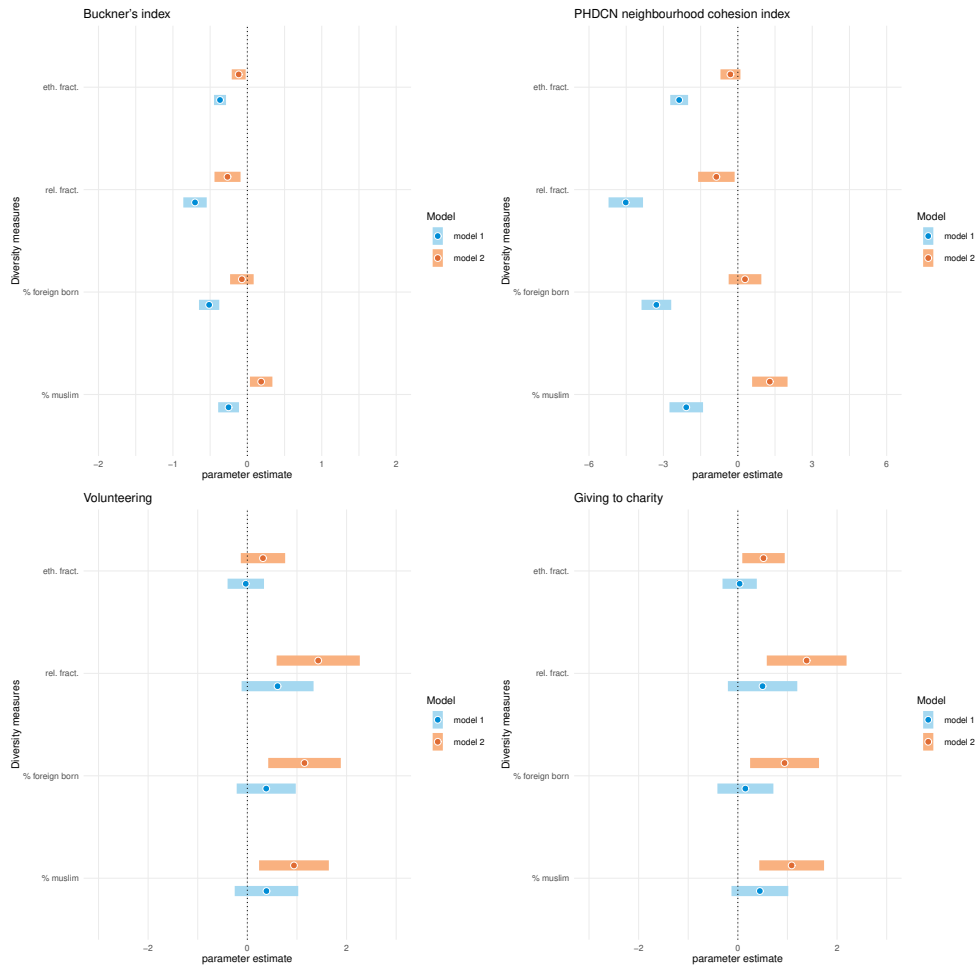 Buckner's index
Diversity measures
eth. fract.
rel. fract.
% foreign born
% muslim
−2 −1 0 1 2
parameter estimate
Model
model 1
model 2
PHDCN neighbourhood cohesion index
Diversity measures
eth. fract.
rel. fract.
% foreign born
% muslim
−6 −3 0 3 6
parameter estimate
Model
model 1
model 2
Volunteering
Diversity measures
eth. fract.
rel. fract.
% foreign born
% muslim
−2 0 2
parameter estimate
Model
model 1
model 2
Giving to charity
Diversity measures
eth. fract.
rel. fract.
% foreign born
% muslim
−2 0 2
parameter estimate
Model
model 1
model 2